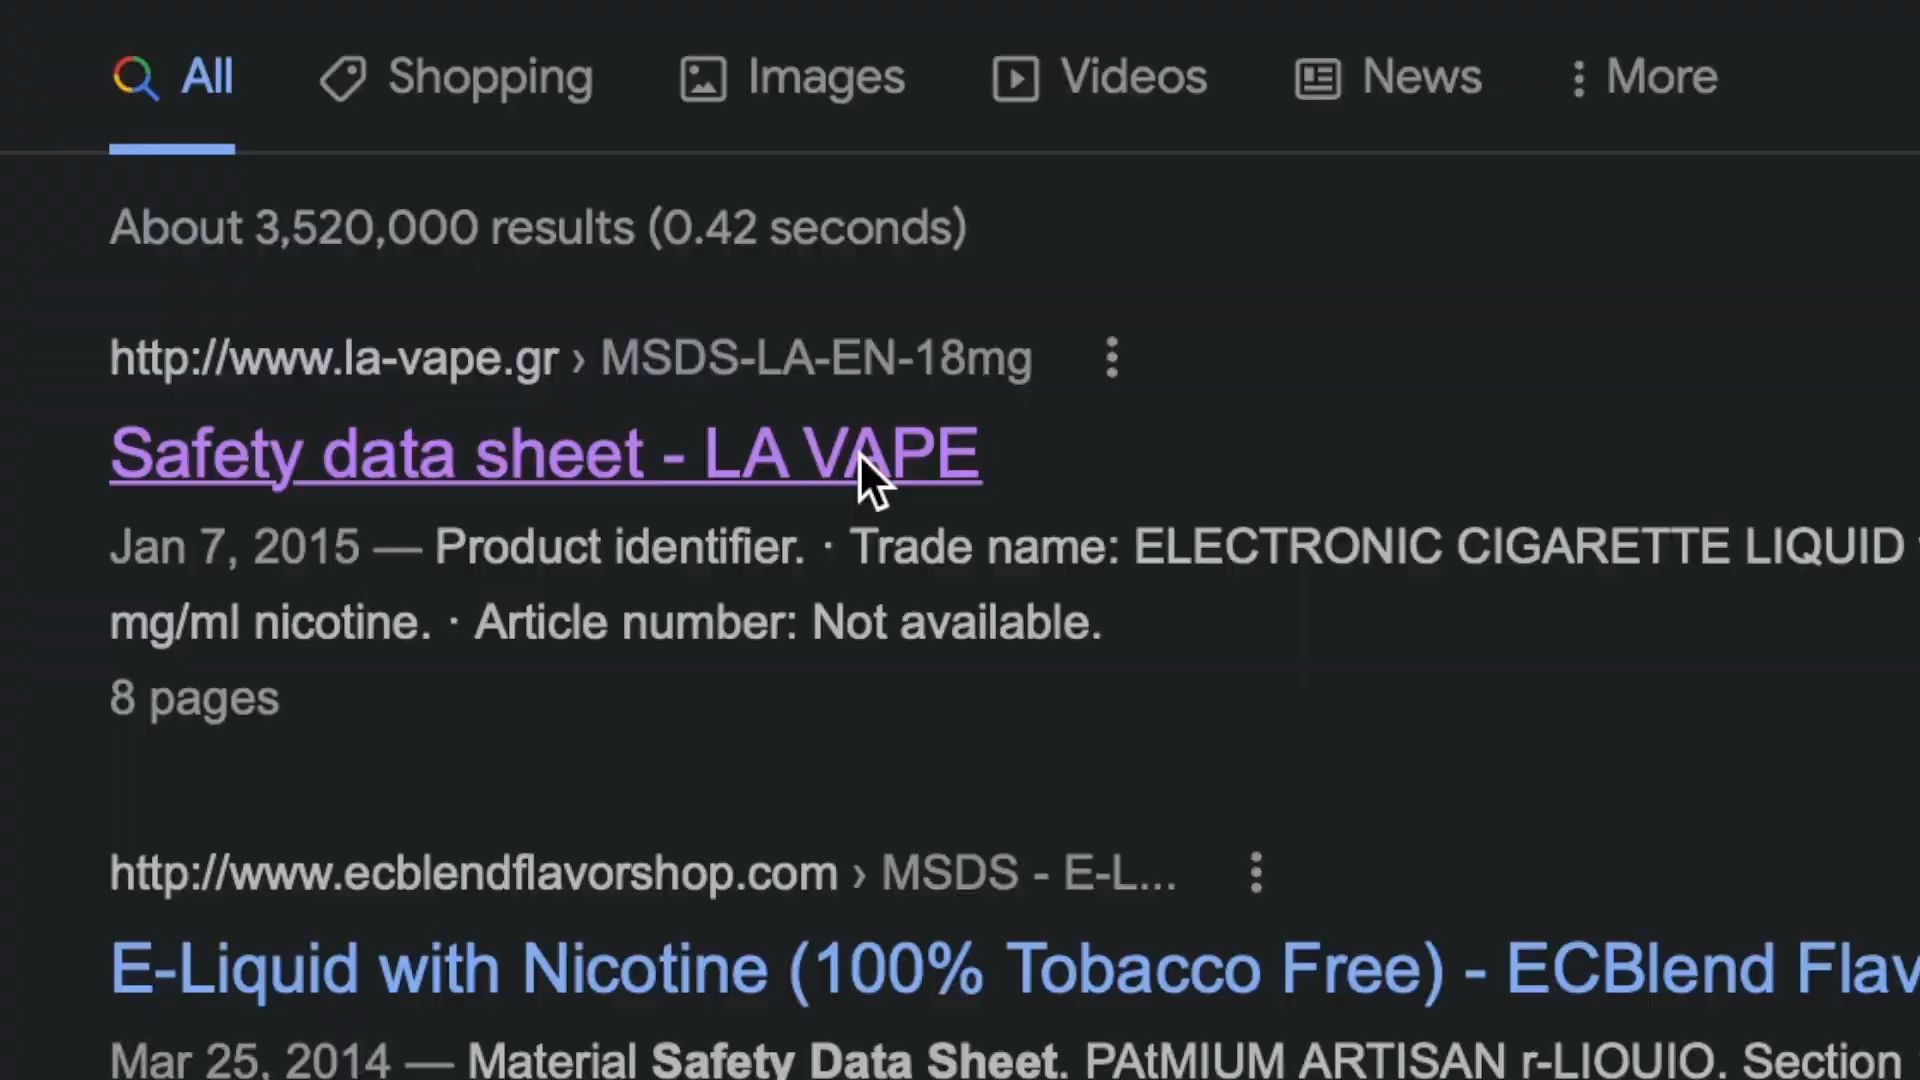 All Shopping Images Videos News More
About 3,520,000 results (0.42 seconds)
http://www.la-vape.gr › MSDS-LA-EN-18mg
Safety data sheet - LA VAPE
Jan 7, 2015 — Product identifier. · Trade name: ELECTRONIC CIGARETTE LIQUID
mg/ml nicotine. · Article number: Not available.
8 pages
http://www.ecblendflavorshop.com › MSDS - E-L...
E-Liquid with Nicotine (100% Tobacco Free) - ECBlend Flav
Mar 25, 2014 — Material Safety Data Sheet. PAtMIUM ARTISAN r-LIOUIO. Section